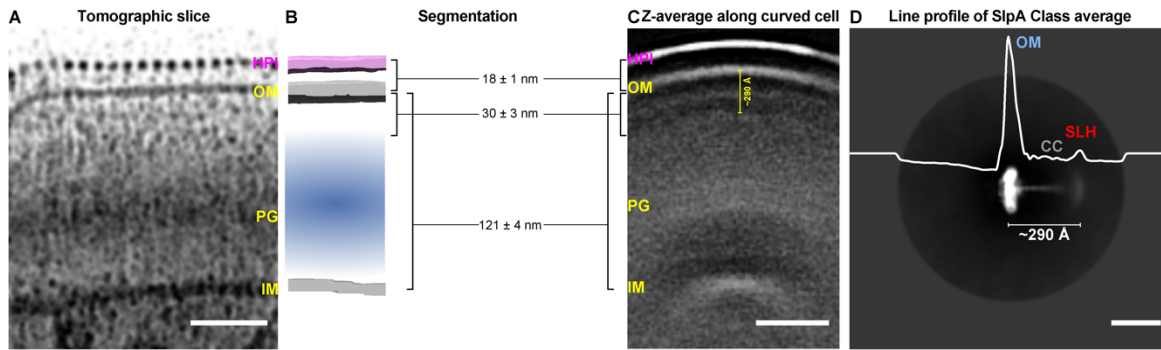 A Tomographic slice
B Segmentation
C Z-average along curved cell
D Line profile of SlpA Class average
HPI
OM
PG
IM
18 ± 1 nm
30 ± 3 nm
121 ± 4 nm
HPI
OM
~290 Å
PG
IM
OM
CC
SLH
~290 Å